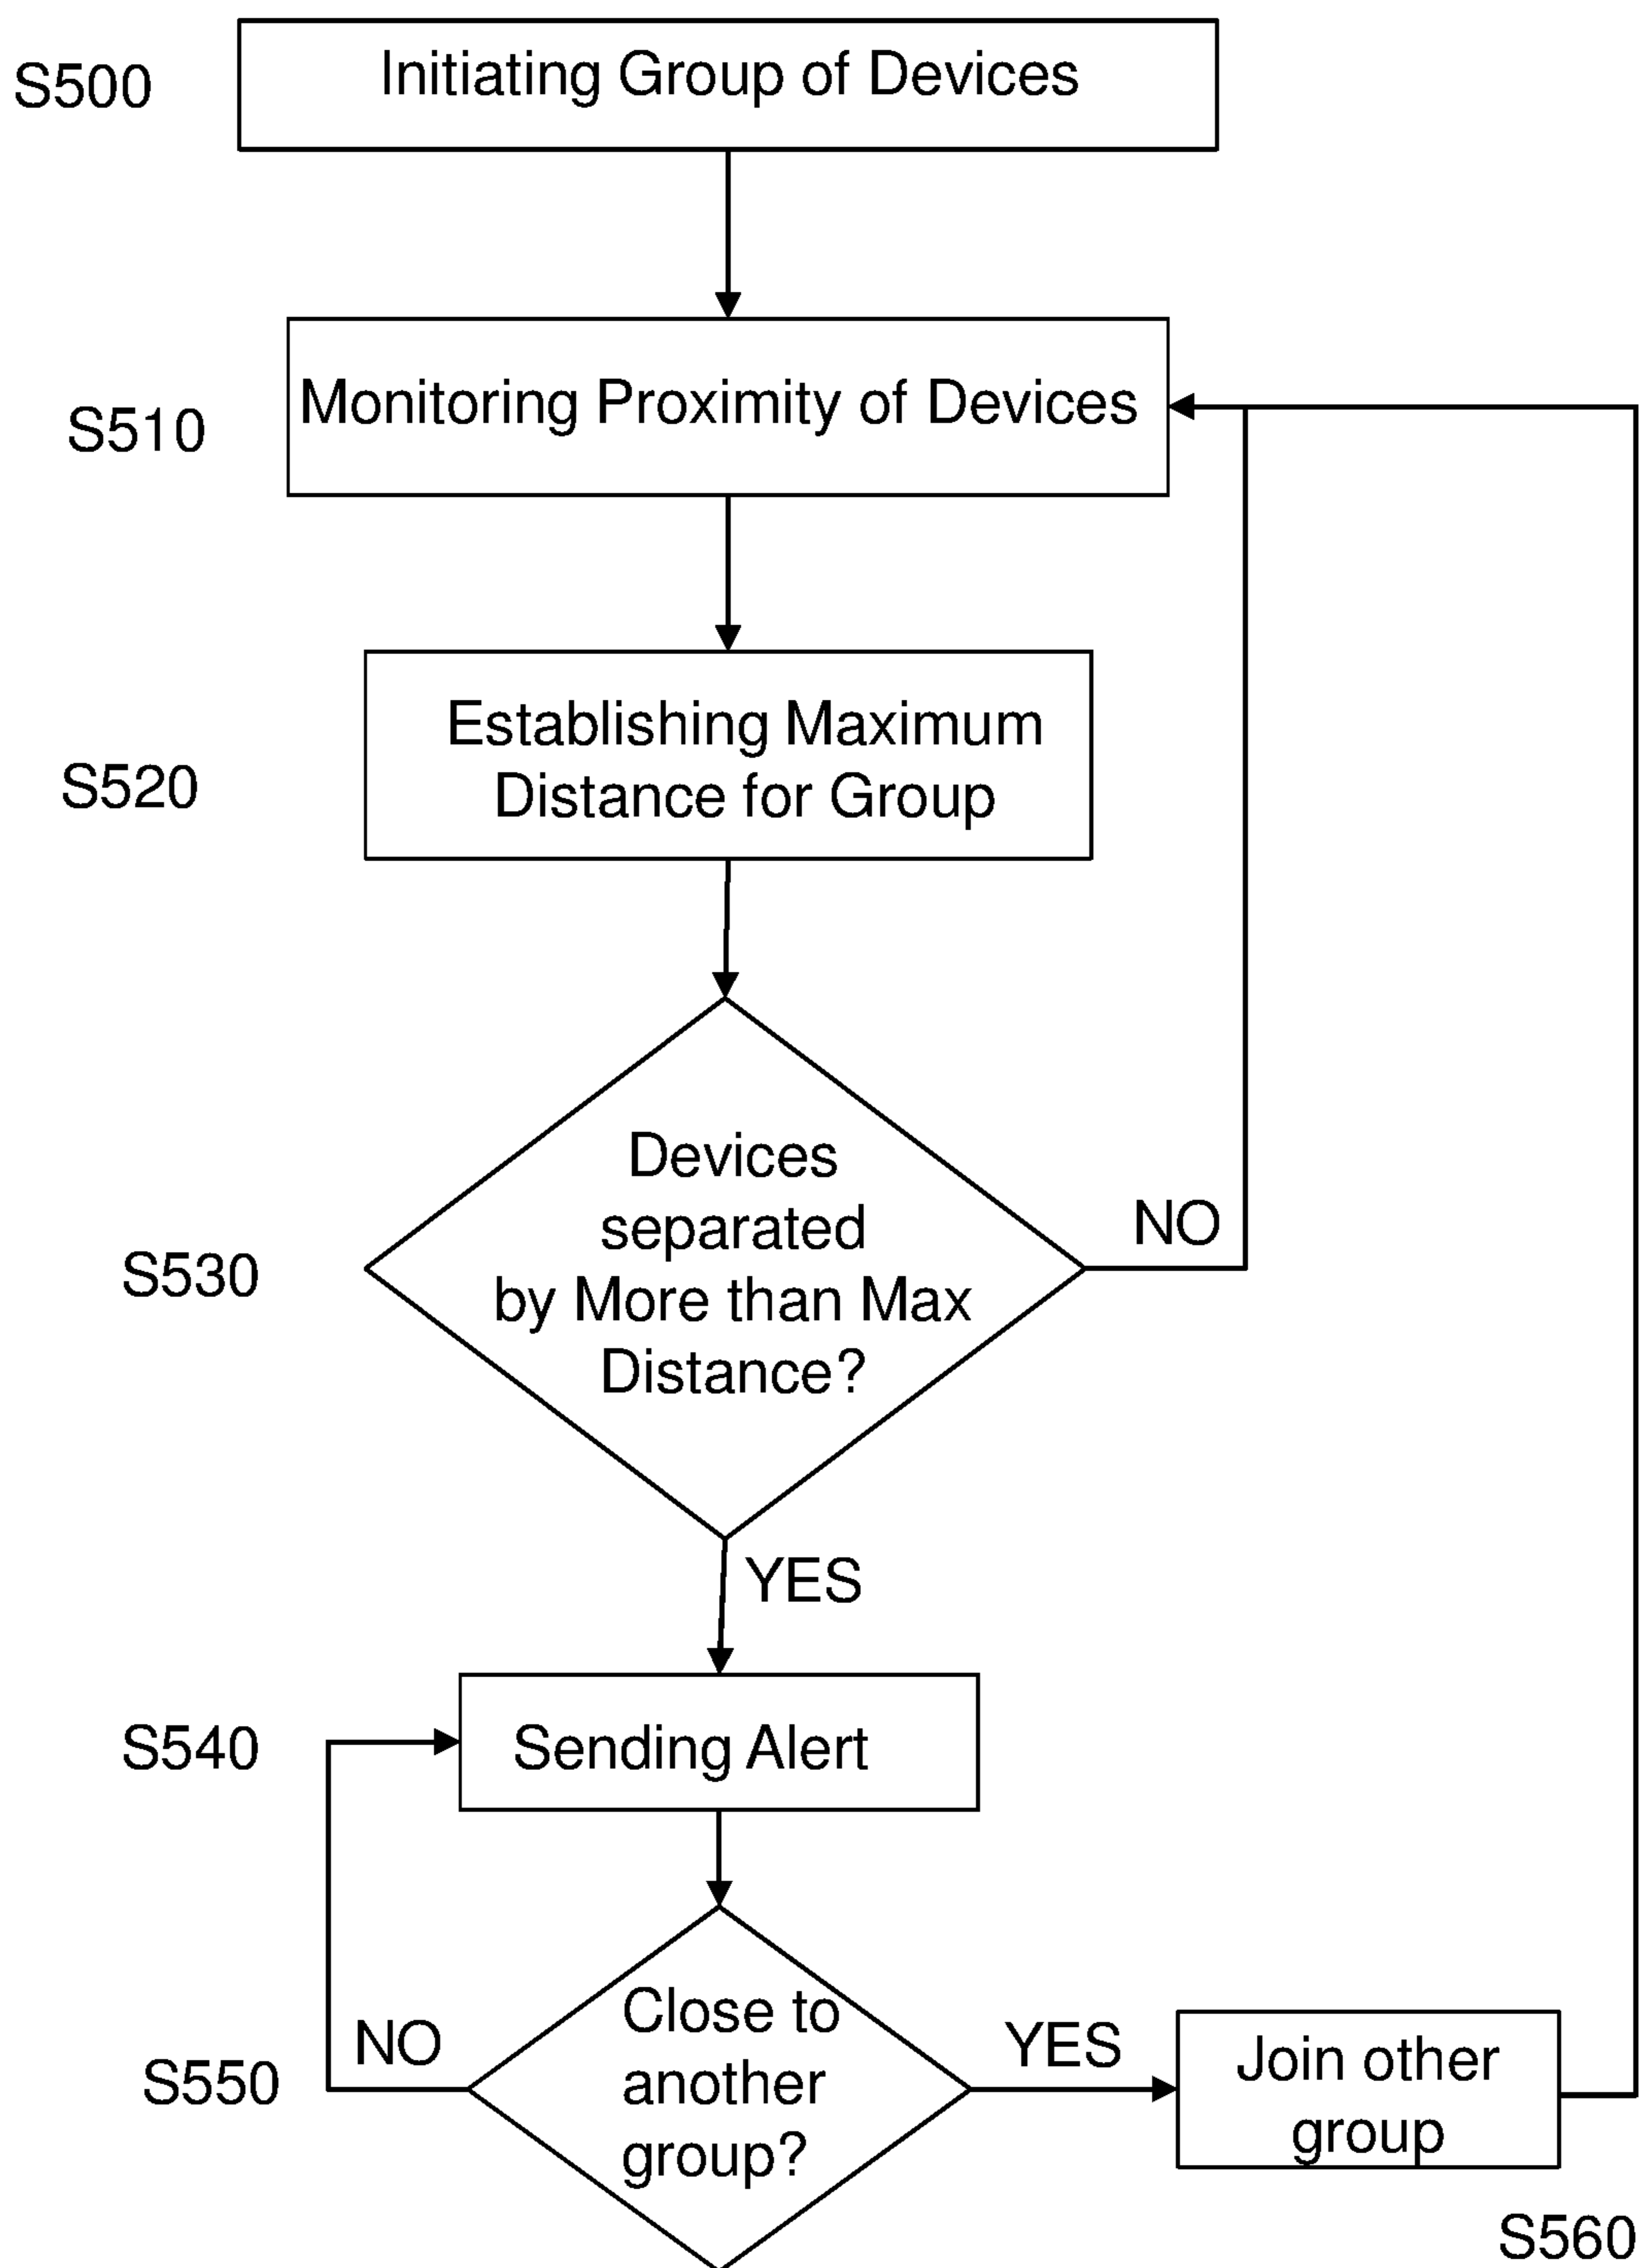 S500
Initiating Group of Devices
S510
Monitoring Proximity of Devices
S520
Establishing Maximum
Distance for Group
S530
Devices
separated
by More than Max
Distance?
NO
YES
S540
Sending Alert
S550
NO
Close to
another
group?
YES
Join other
group
S560